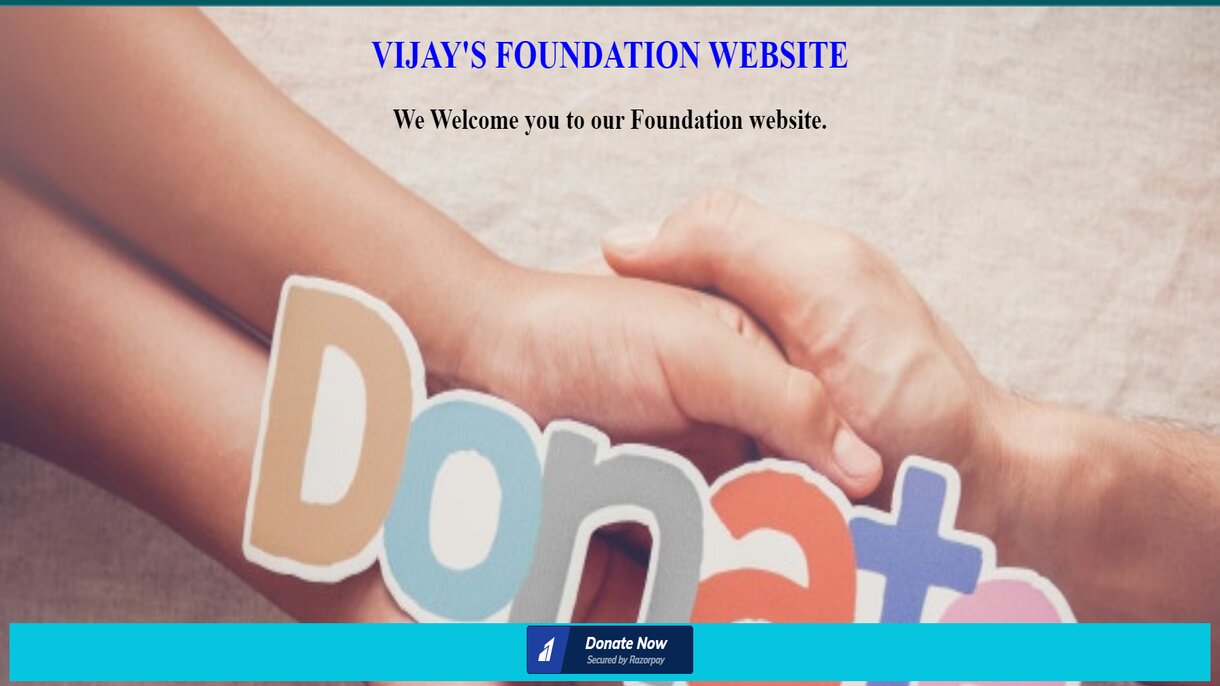 VIJAY'S FOUNDATION WEBSITE
We Welcome you to our Foundation website.
Donate
Donate Now
Secured by Razorpay